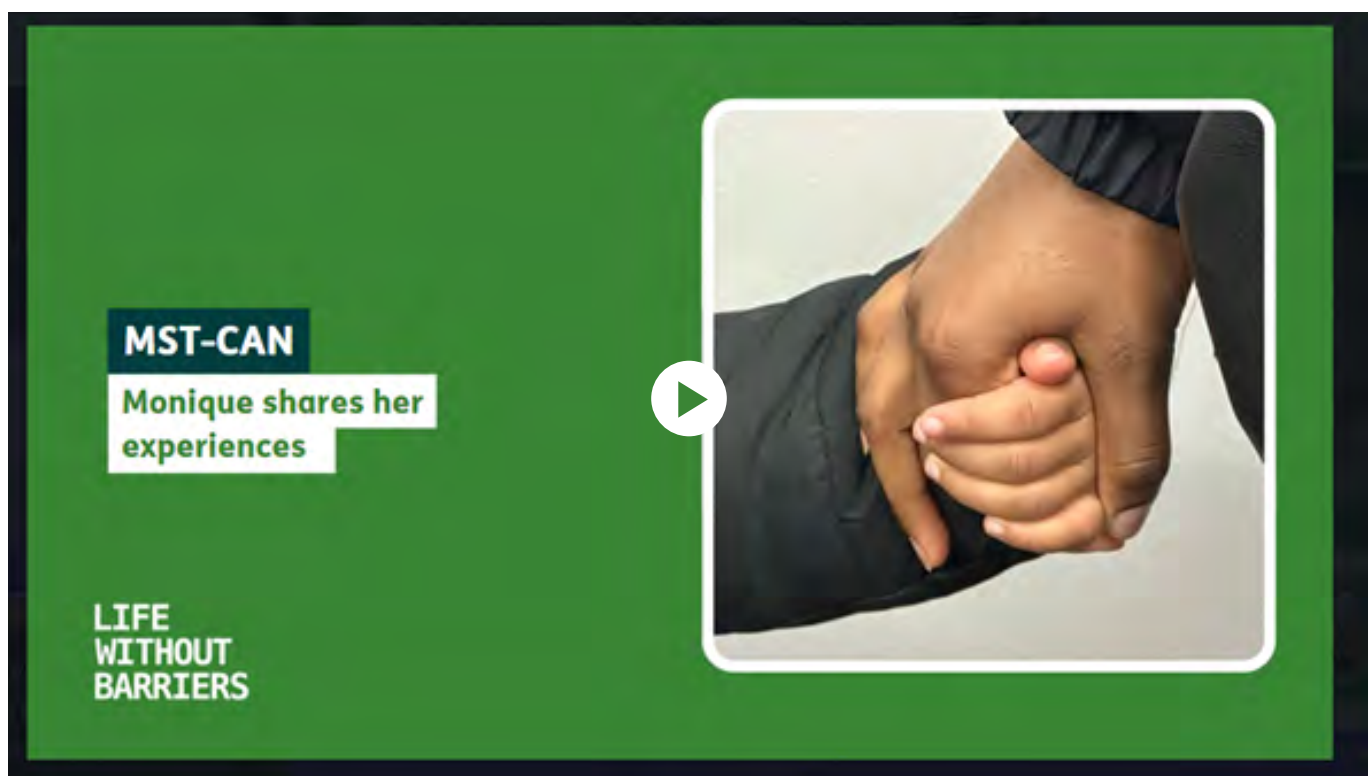 MST-CAN
Monique shares her
experiences
LIFE
WITHOUT
BARRIERS